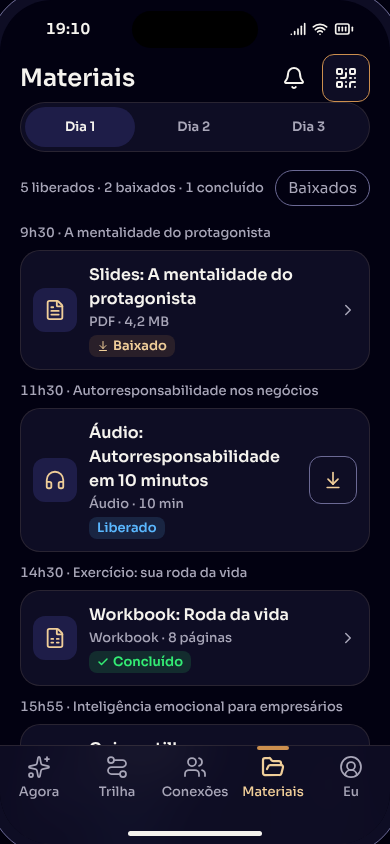 19:10
Materiais
Dia 1
Dia 2
Dia 3
5 liberados · 2 baixados · 1 concluído
Baixados
9h30 · A mentalidade do protagonista
Slides: A mentalidade do
protagonista
PDF · 4,2 MB
Baixado
11h30 · Autorresponsabilidade nos negócios
Áudio:
Autorresponsabilidade
em 10 minutos
Áudio · 10 min
Liberado
14h30 · Exercício: sua roda da vida
Workbook: Roda da vida
Workbook · 8 páginas
Concluído
15h55 · Inteligência emocional para empresários
Agora
Trilha
Conexões
Materiais
Eu